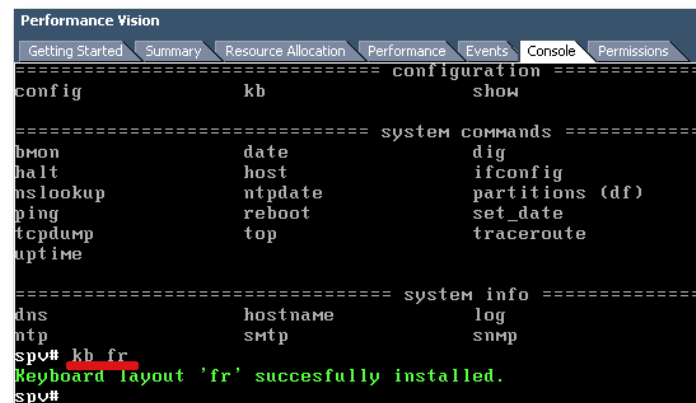 Performance Vision
Getting Started Summary Resource Allocation Performance Events Console Permissions
=============================== configuration ============
config kb show
============================== system commands ===========
bmon date dig
halt host ifconfig
nslookup ntpdate partitions (df)
ping reboot set_date
tcpdump top traceroute
uptime
================================ system info =============
dns hostname log
ntp smtp snmp
spv# kb fr
Keyboard layout 'fr' succesfully installed.
spv#